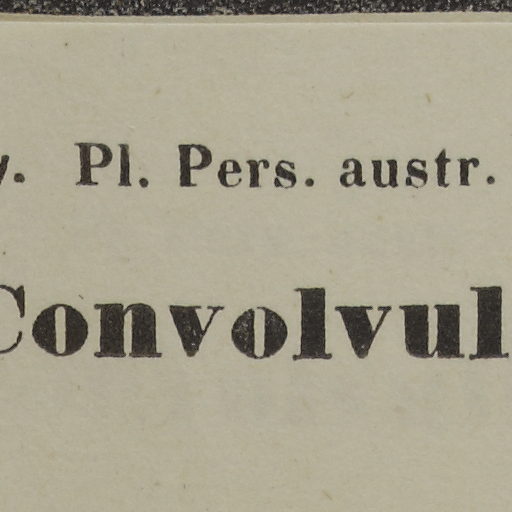 Pl. Pers. austr.
Convolvul